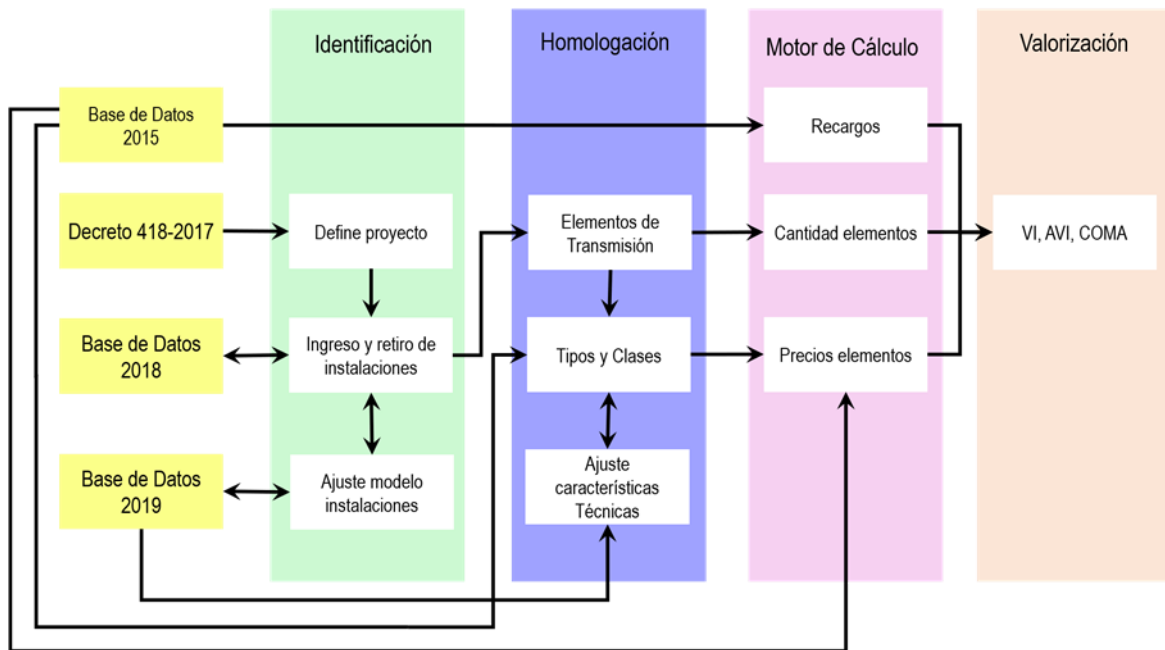 Identificación
Homologación
Motor de Cálculo
Valorización
Base de Datos
2015
Recargos
Decreto 418-2017
Define proyecto
Elementos de
Transmisión
Cantidad elementos
VI, AVI, COMA
Base de Datos
2018
Ingreso y retiro de
instalaciones
Tipos y Clases
Precios elementos
Base de Datos
2019
Ajuste modelo
instalaciones
Ajuste
características
Técnicas